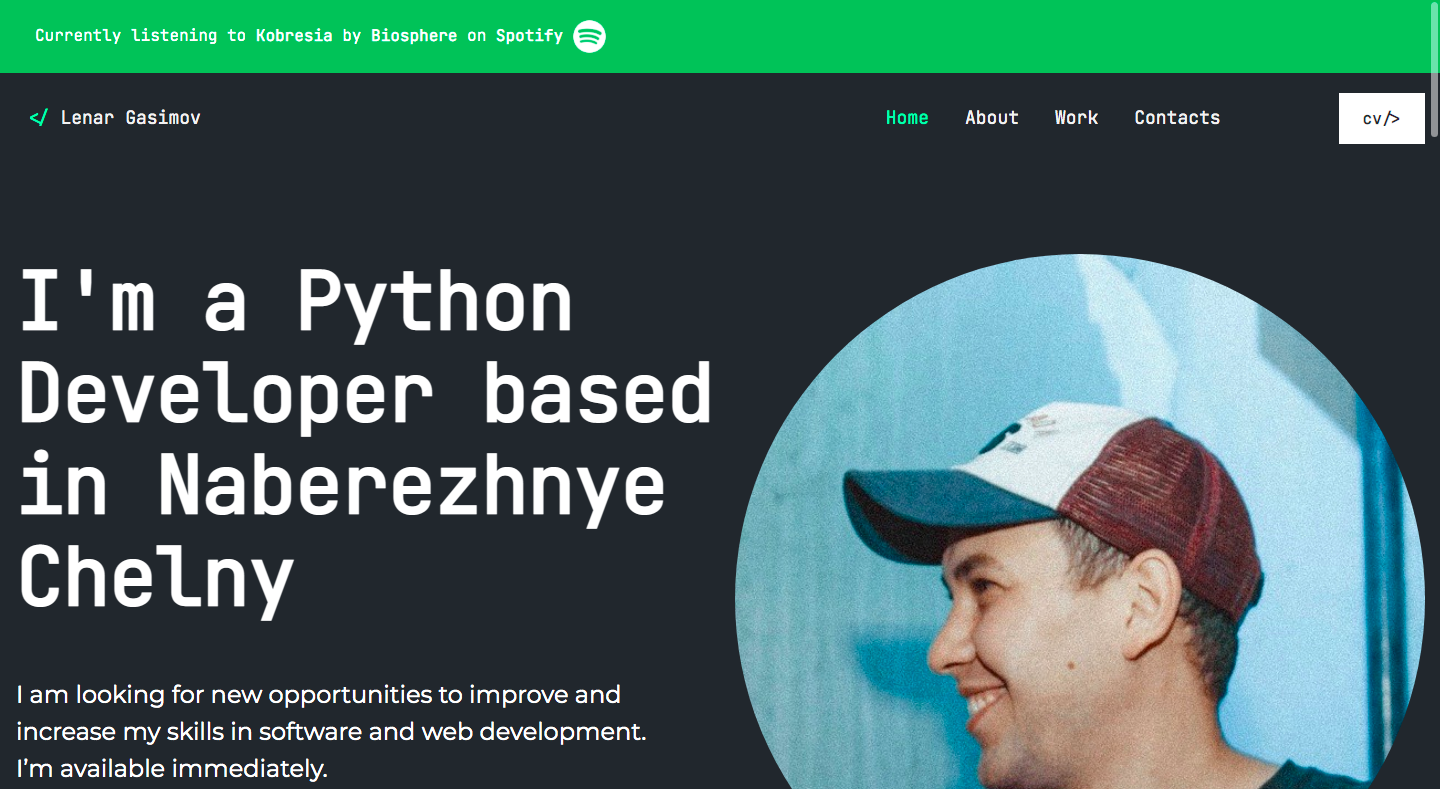 Currently listening to Kobresia by Biosphere on Spotify
</ Lenar Gasimov
Home About Work Contacts
cv/>
I'm a Python
Developer based
in Naberezhnye
Chelny
I am looking for new opportunities to improve and
increase my skills in software and web development.
I’m available immediately.